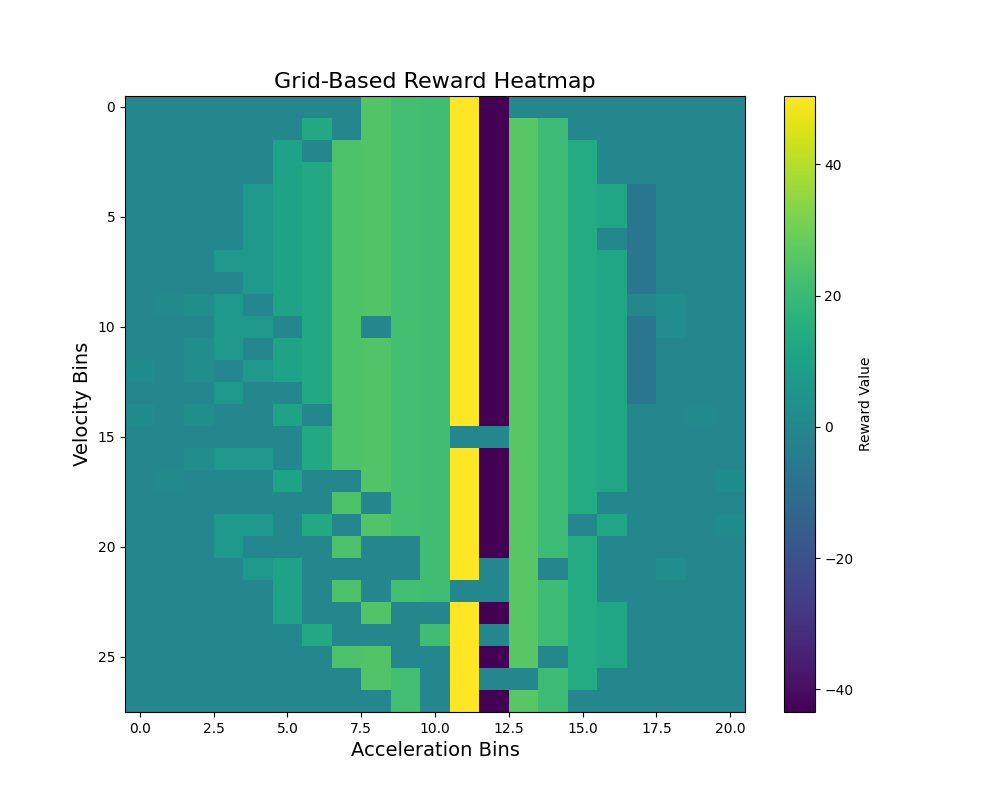 Grid-Based Reward Heatmap
0
5
10
15
20
25
Velocity Bins
0.0 2.5 5.0 7.5 10.0 12.5 15.0 17.5 20.0
Acceleration Bins
40
20
0
−20
−40
Reward Value